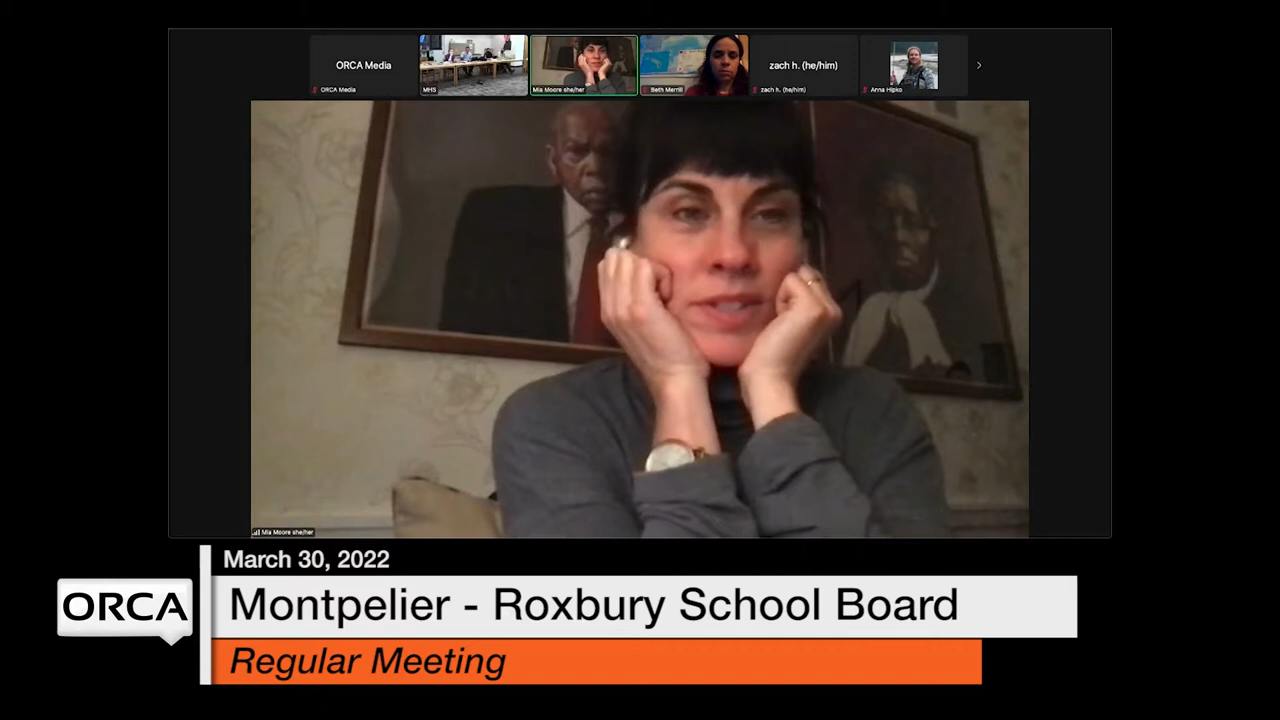 ORCA Media
zach h. (he/him)
ORCA Media
MHS
Mia Moore she/her
Beth Merrill
zach h. (he/him)
Anna Hipko
Mia Moore she/her
March 30, 2022
ORCA
Montpelier - Roxbury School Board
Regular Meeting